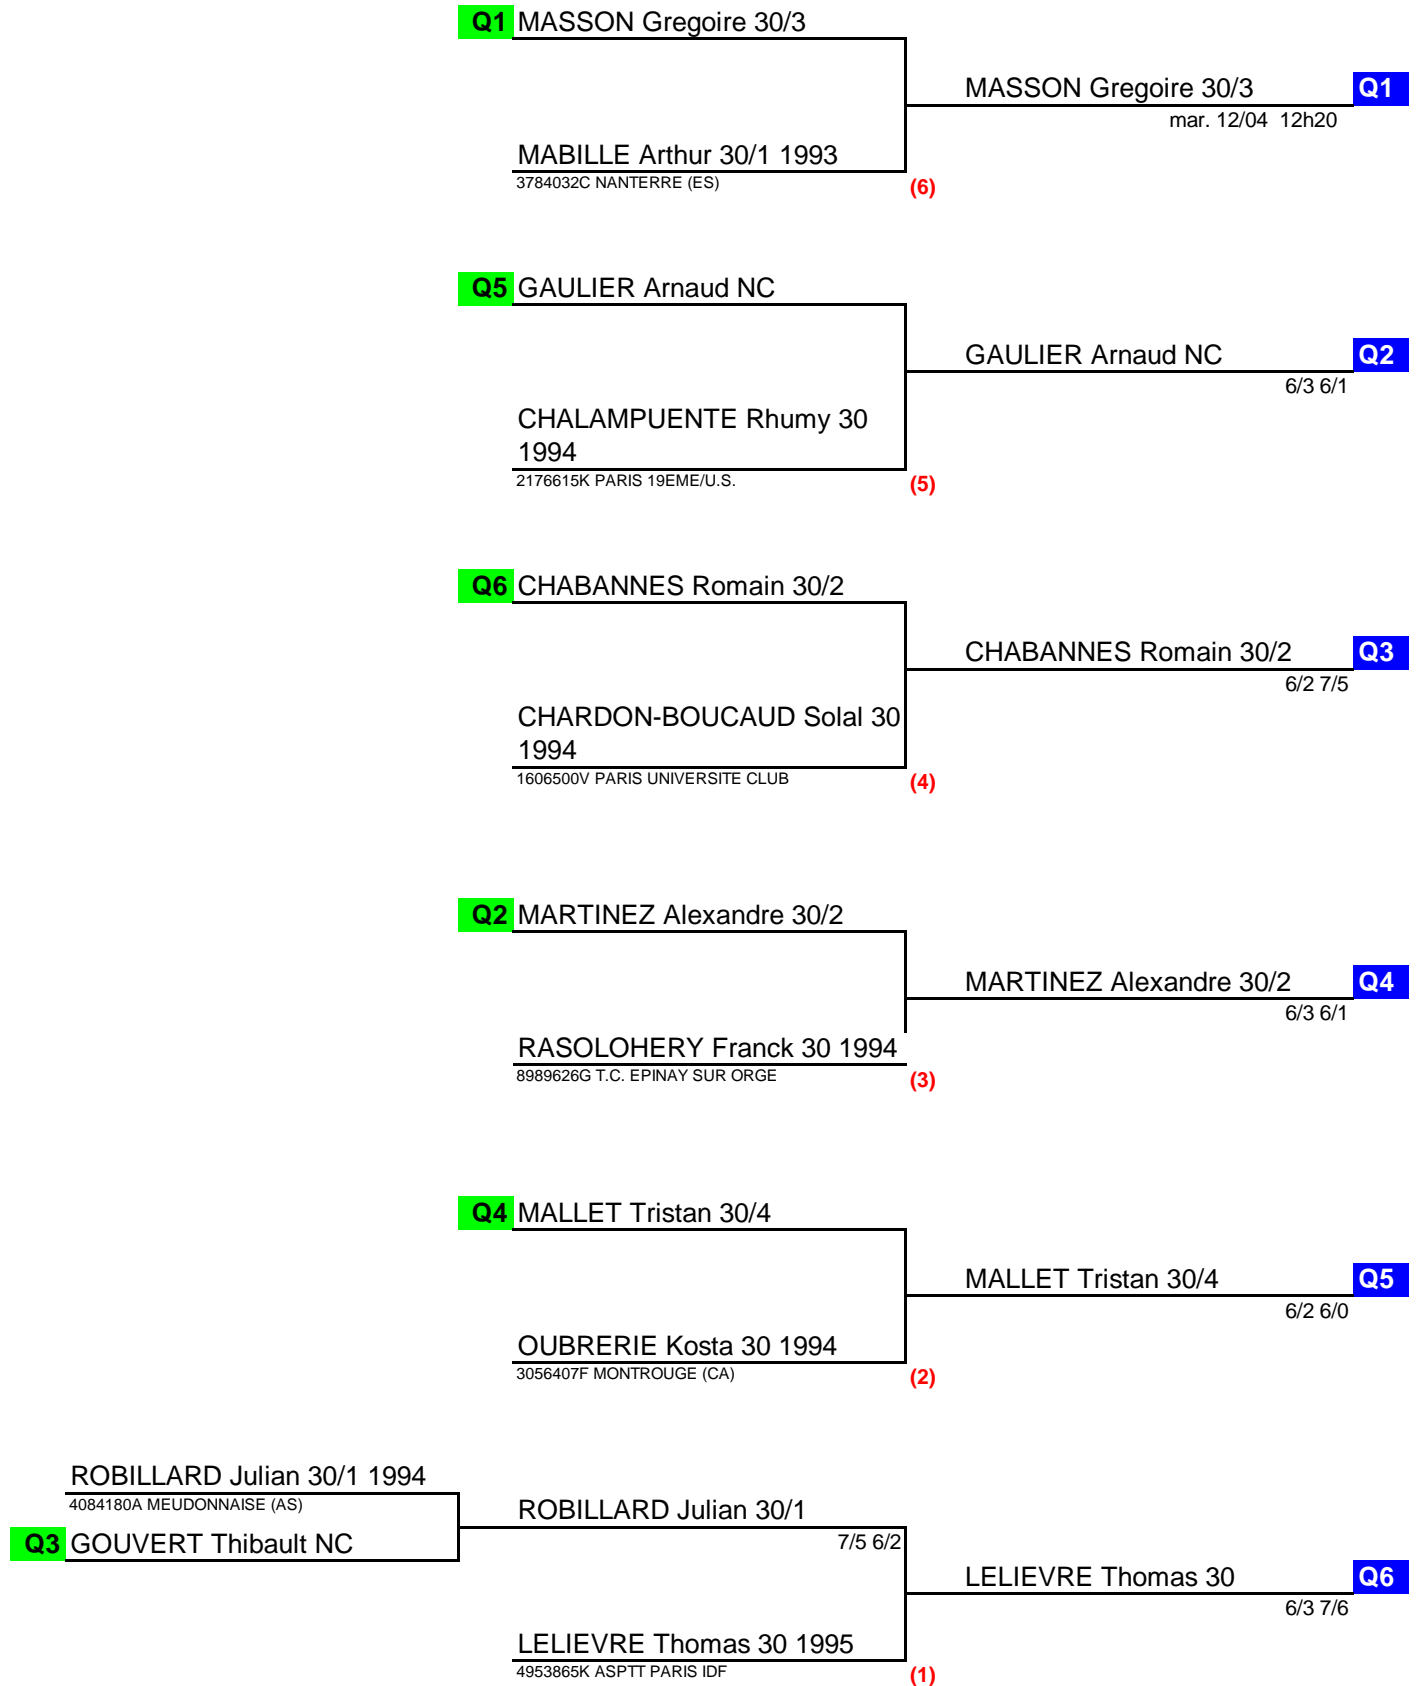 Q1 MASSON Gregoire 30/3
MASSON Gregoire 30/3 Q1
mar. 12/04 12h20
MABILLE Arthur 30/1 1993
3784032C NANTERRE (ES)
(6)
Q5 GAULIER Arnaud NC
GAULIER Arnaud NC Q2
6/3 6/1
CHALAMPUENTE Rhumy 30
1994
2176615K PARIS 19EME/U.S.
(5)
Q6 CHABANNES Romain 30/2
CHABANNES Romain 30/2 Q3
6/2 7/5
CHARDON-BOUCAUD Solal 30
1994
1606500V PARIS UNIVERSITE CLUB
(4)
Q2 MARTINEZ Alexandre 30/2
MARTINEZ Alexandre 30/2 Q4
6/3 6/1
RASOLOHERY Franck 30 1994
8989626G T.C. EPINAY SUR ORGE
(3)
Q4 MALLET Tristan 30/4
MALLET Tristan 30/4 Q5
6/2 6/0
OUBRERIE Kosta 30 1994
3056407F MONTROUGE (CA)
(2)
ROBILLARD Julian 30/1 1994
4084180A MEUDONNAISE (AS)
ROBILLARD Julian 30/1
Q3 GOUVERT Thibault NC
7/5 6/2
LELIEVRE Thomas 30 Q6
6/3 7/6
LELIEVRE Thomas 30 1995
4953865K ASPTT PARIS IDF
(1)